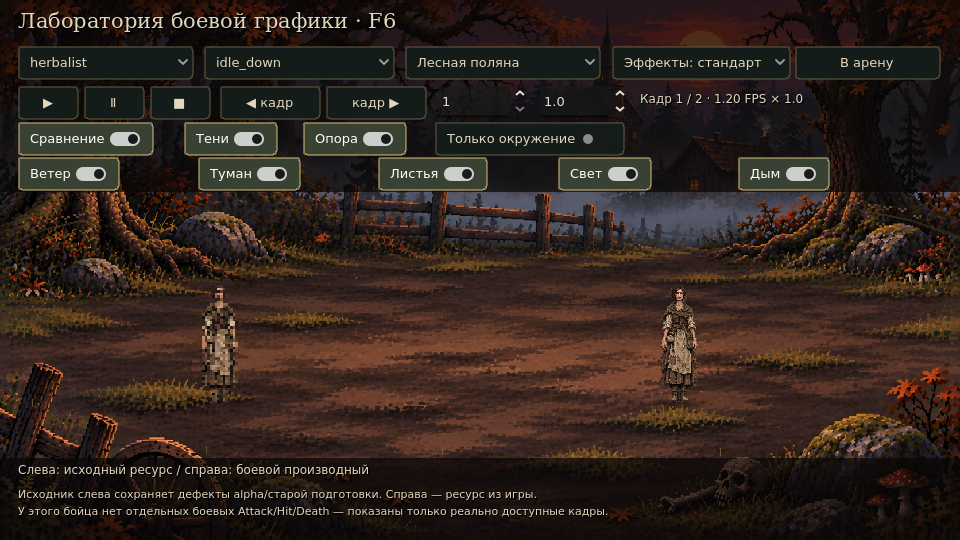 Лаборатория боевой графики · F6
herbalist
idle_down
Лесная поляна
Эффекты: стандарт
В арену
◀ кадр
кадр ▶
1
1.0
Кадр 1 / 2 · 1.20 FPS × 1.0
Сравнение
Тени
Опора
Только окружение
Ветер
Туман
Листья
Свет
Дым
Слева: исходный ресурс / справа: боевой производный
Исходник слева сохраняет дефекты alpha/старой подготовки. Справа — ресурс из игры.
У этого бойца нет отдельных боевых Attack/Hit/Death — показаны только реально доступные кадры.